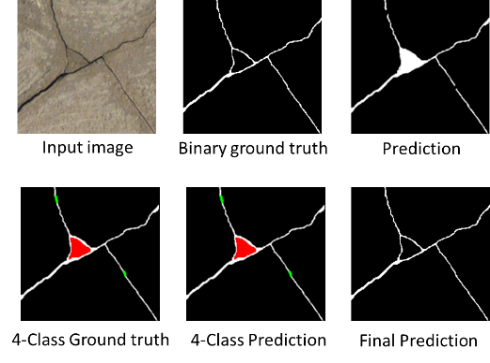 Input image
Binary ground truth
Prediction
4-Class Ground truth
4-Class Prediction
Final Prediction